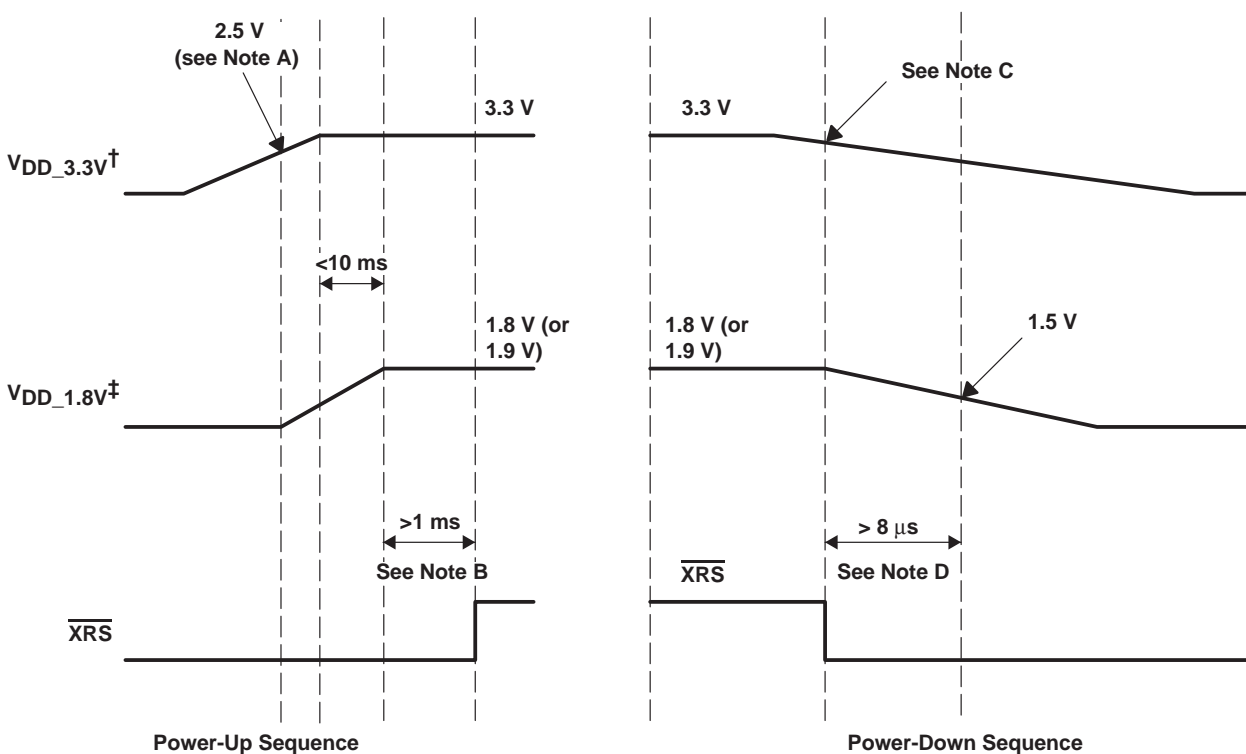 2.5 V
(see Note A)
See Note C
3.3 V
3.3 V
VDD_3.3V†
<10 ms
1.8 V (or
1.9 V)
1.8 V (or
1.9 V)
1.5 V
VDD_1.8V‡
>1 ms
> 8 μs
See Note B
XRS
See Note D
XRS
Power-Up Sequence
Power-Down Sequence